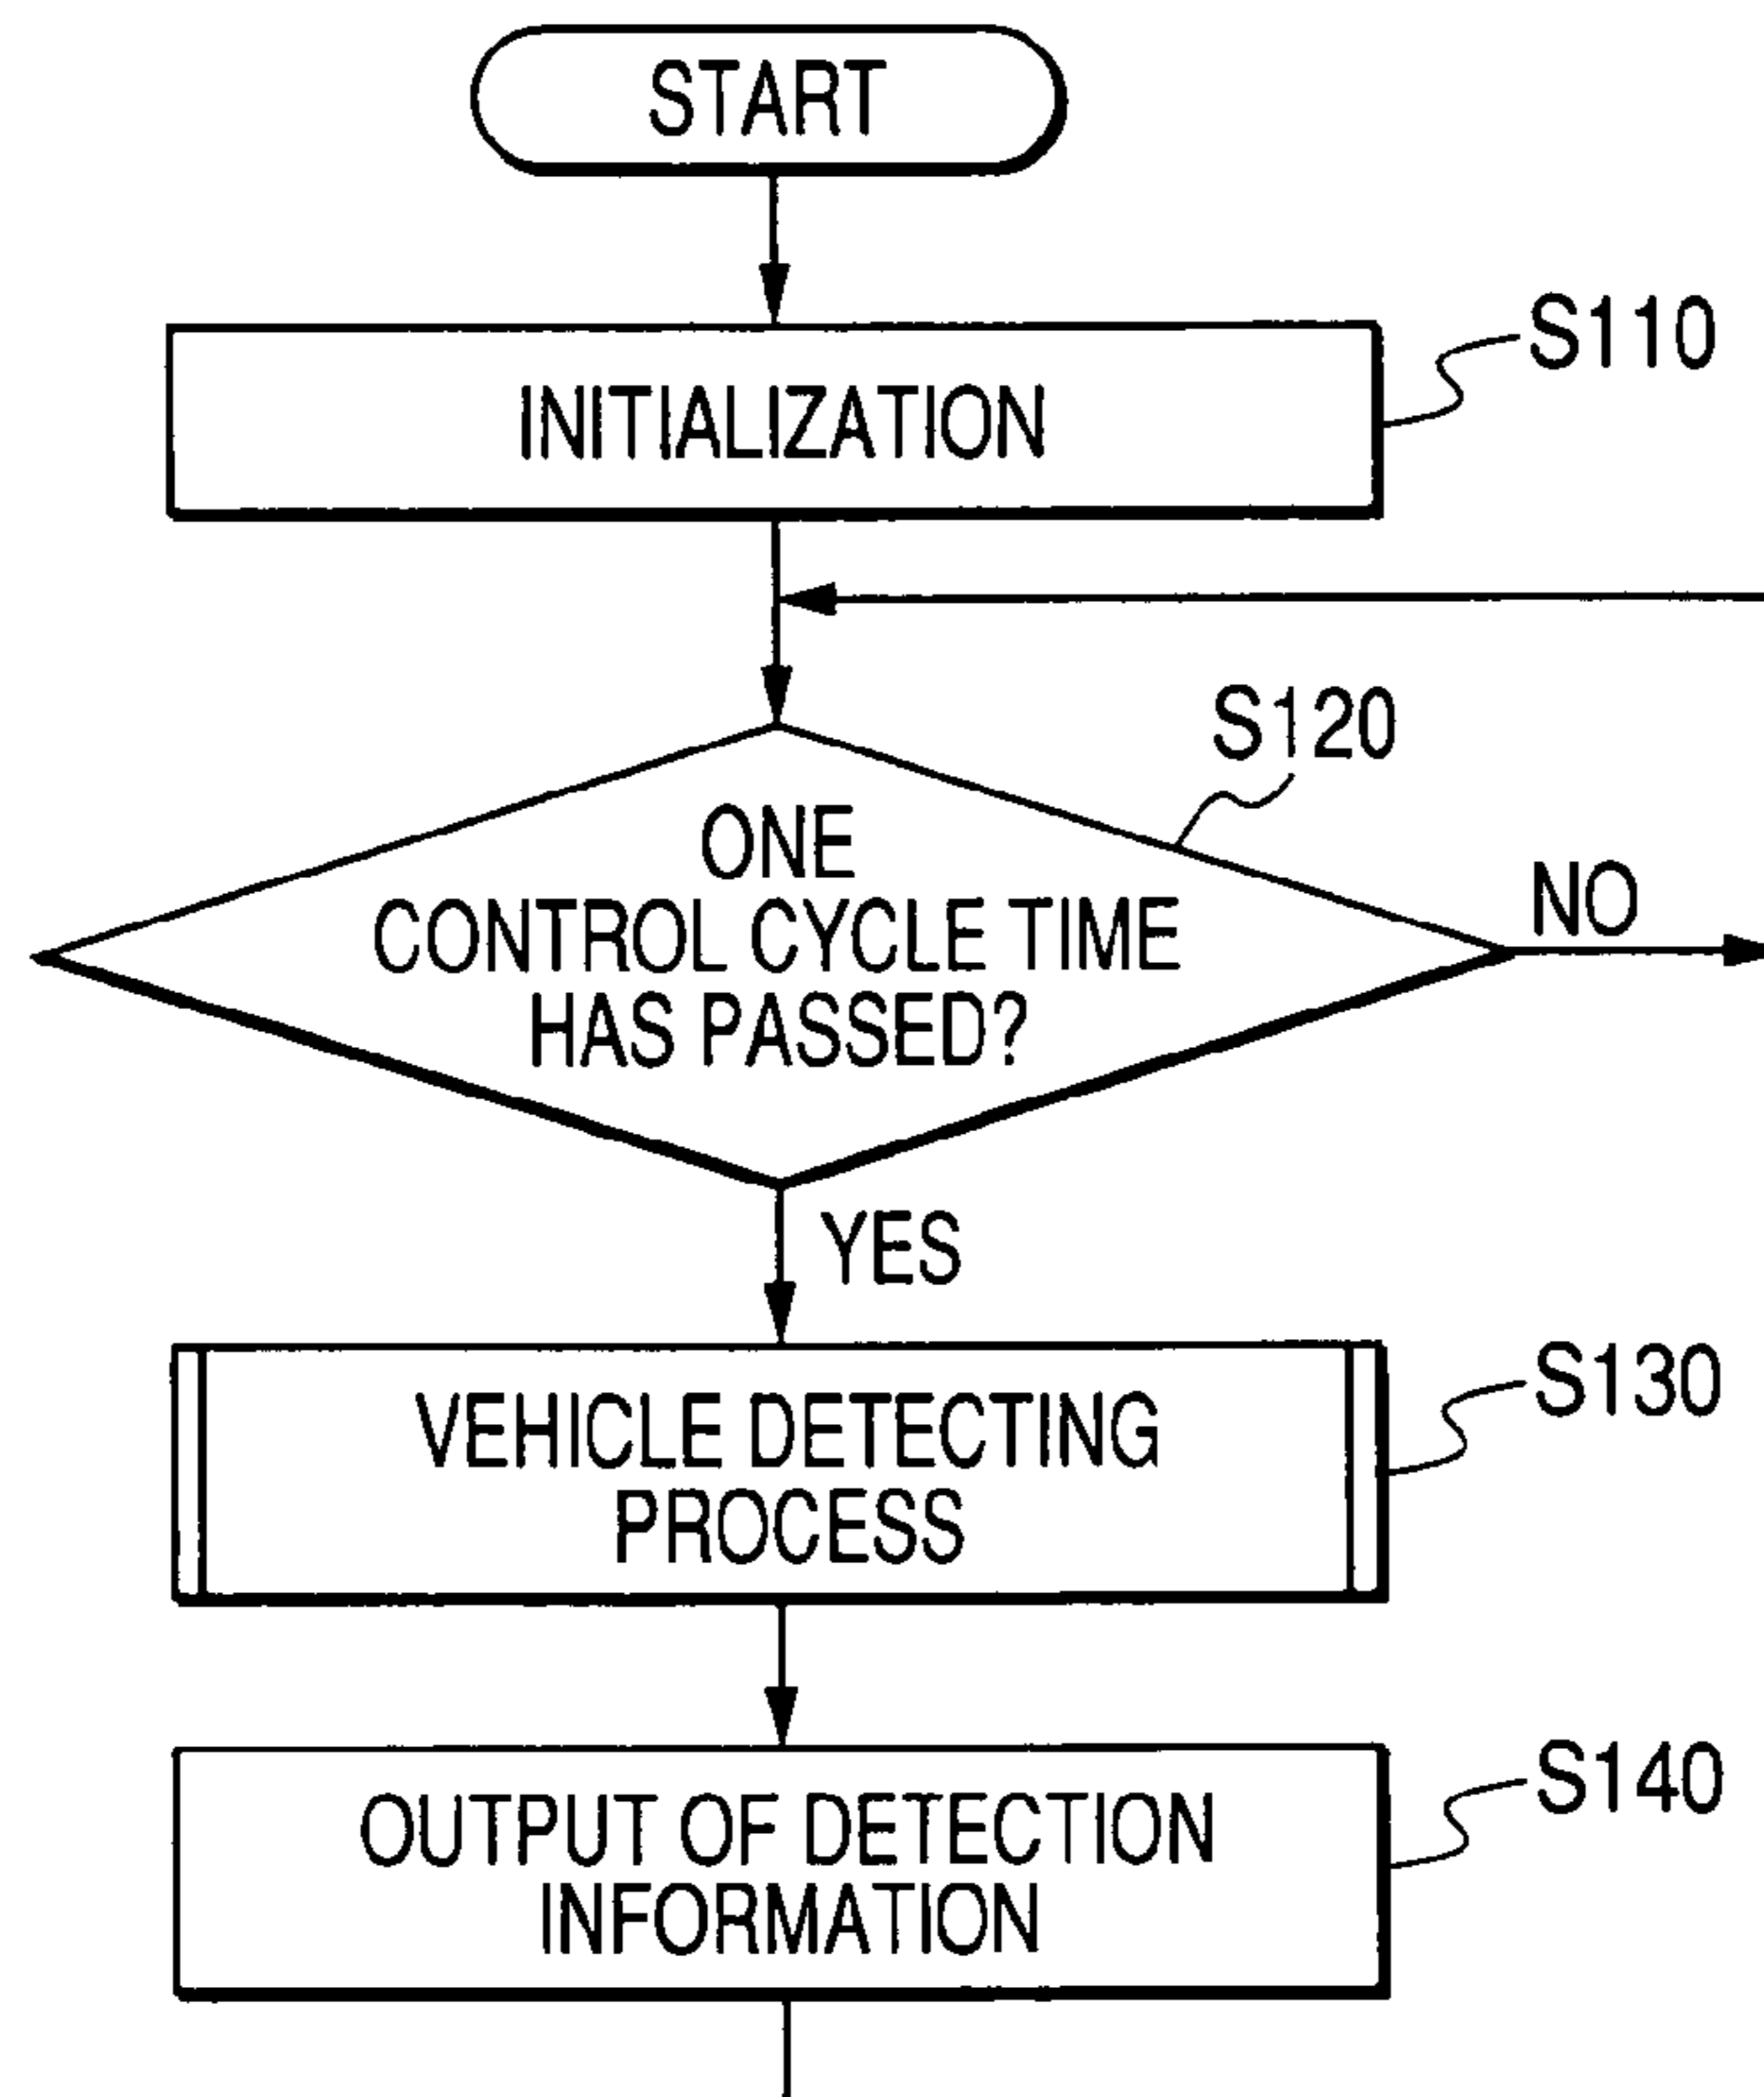 START
INITIALIZATION
S110
S120
ONE
CONTROL CYCLE TIME
HAS PASSED?
NO
YES
VEHICLE DETECTING
PROCESS
S130
OUTPUT OF DETECTION
INFORMATION
S140